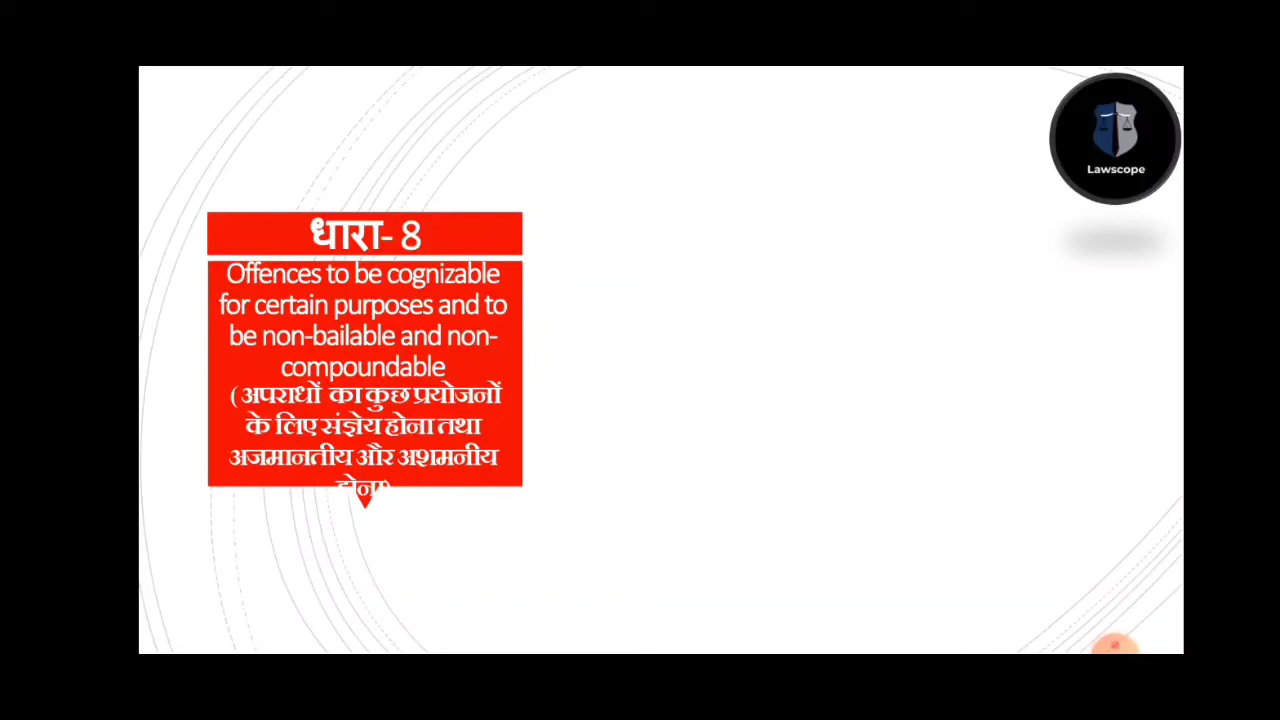 Lawscope
धारा- 8
Offences to be cognizable
for certain purposes and to
be non-bailable and non-
compoundable
( अपराधों का कुछ प्रयोजनों
के लिए संज्ञेय होना तथा
अजमानतीय और अशमनीय
होना)